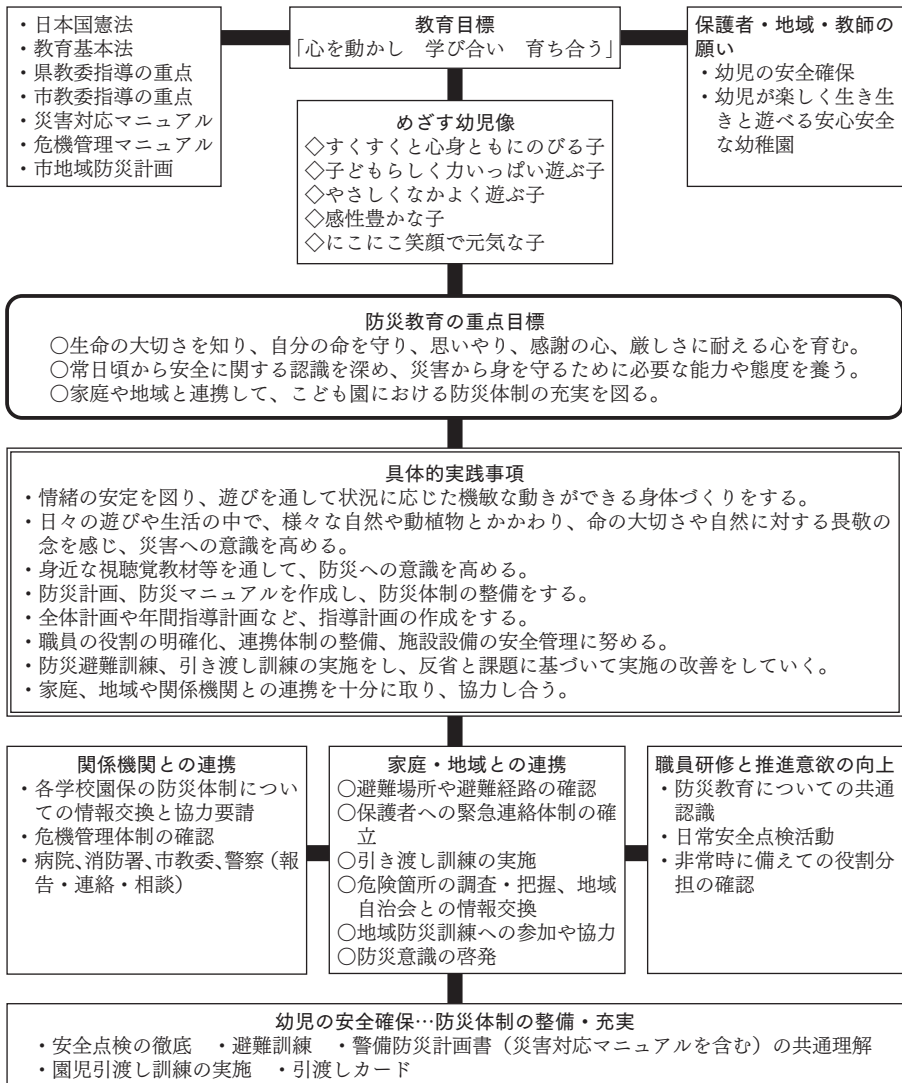 ・日本国憲法
・教育基本法
・県教委指導の重点
・市教委指導の重点
・災害対応マニュアル
・危機管理マニュアル
・市地域防災計画
教育目標
「心を動かし　学び合い　育ち合う」
保護者・地域・教師の
願い
・幼児の安全確保
・幼児が楽しく生き生
きと遊べる安心安全
な幼稚園
めざす幼児像
◇すくすくと心身ともにのびる子
◇子どもらしく力いっぱい遊ぶ子
◇やさしくなかよく遊ぶ子
◇感性豊かな子
◇にこにこ笑顔で元気な子
防災教育の重点目標
○生命の大切さを知り、自分の命を守り、思いやり、感謝の心、厳しさに耐える心を育む。
○常日頃から安全に関する認識を深め、災害から身を守るために必要な能力や態度を養う。
○家庭や地域と連携して、こども園における防災体制の充実を図る。
具体的実践事項
・情緒の安定を図り、遊びを通して状況に応じた機敏な動きができる身体づくりをする。
・日々の遊びや生活の中で、様々な自然や動植物とかかわり、命の大切さや自然に対する畏敬の
念を感じ、災害への意識を高める。
・身近な視聴覚教材等を通して、防災への意識を高める。
・防災計画、防災マニュアルを作成し、防災体制の整備をする。
・全体計画や年間指導計画など、指導計画の作成をする。
・職員の役割の明確化、連携体制の整備、施設設備の安全管理に努める。
・防災避難訓練、引き渡し訓練の実施をし、反省と課題に基づいて実施の改善をしていく。
・家庭、地域や関係機関との連携を十分に取り、協力し合う。
関係機関との連携
・各学校園保の防災体制につい
ての情報交換と協力要請
・危機管理体制の確認
・病院、消防署、市教委、警察（報
告・連絡・相談）
家庭・地域との連携
○避難場所や避難経路の確認
○保護者への緊急連絡体制の確
立
○引き渡し訓練の実施
○危険箇所の調査・把握、地域
自治会との情報交換
○地域防災訓練への参加や協力
○防災意識の啓発
職員研修と推進意欲の向上
・防災教育についての共通
認識
・日常安全点検活動
・非常時に備えての役割分
担の確認
幼児の安全確保…防災体制の整備・充実
・安全点検の徹底　・避難訓練　・警備防災計画書（災害対応マニュアルを含む）の共通理解
・園児引渡し訓練の実施　・引渡しカード